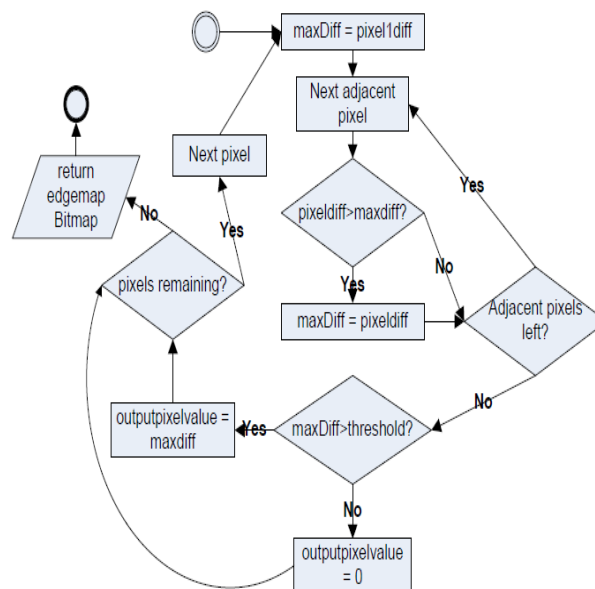 maxDiff = pixel1diff
Next adjacent
pixel
Next pixel
return
edgemap
Bitmap
Yes
No
Yes
pixeldiff>maxdiff?
No
pixels remaining?
Yes
maxDiff = pixeldiff
Adjacent pixels
left?
No
outputpixelvalue =
maxdiff
Yes
maxDiff>threshold?
No
outputpixelvalue
= 0